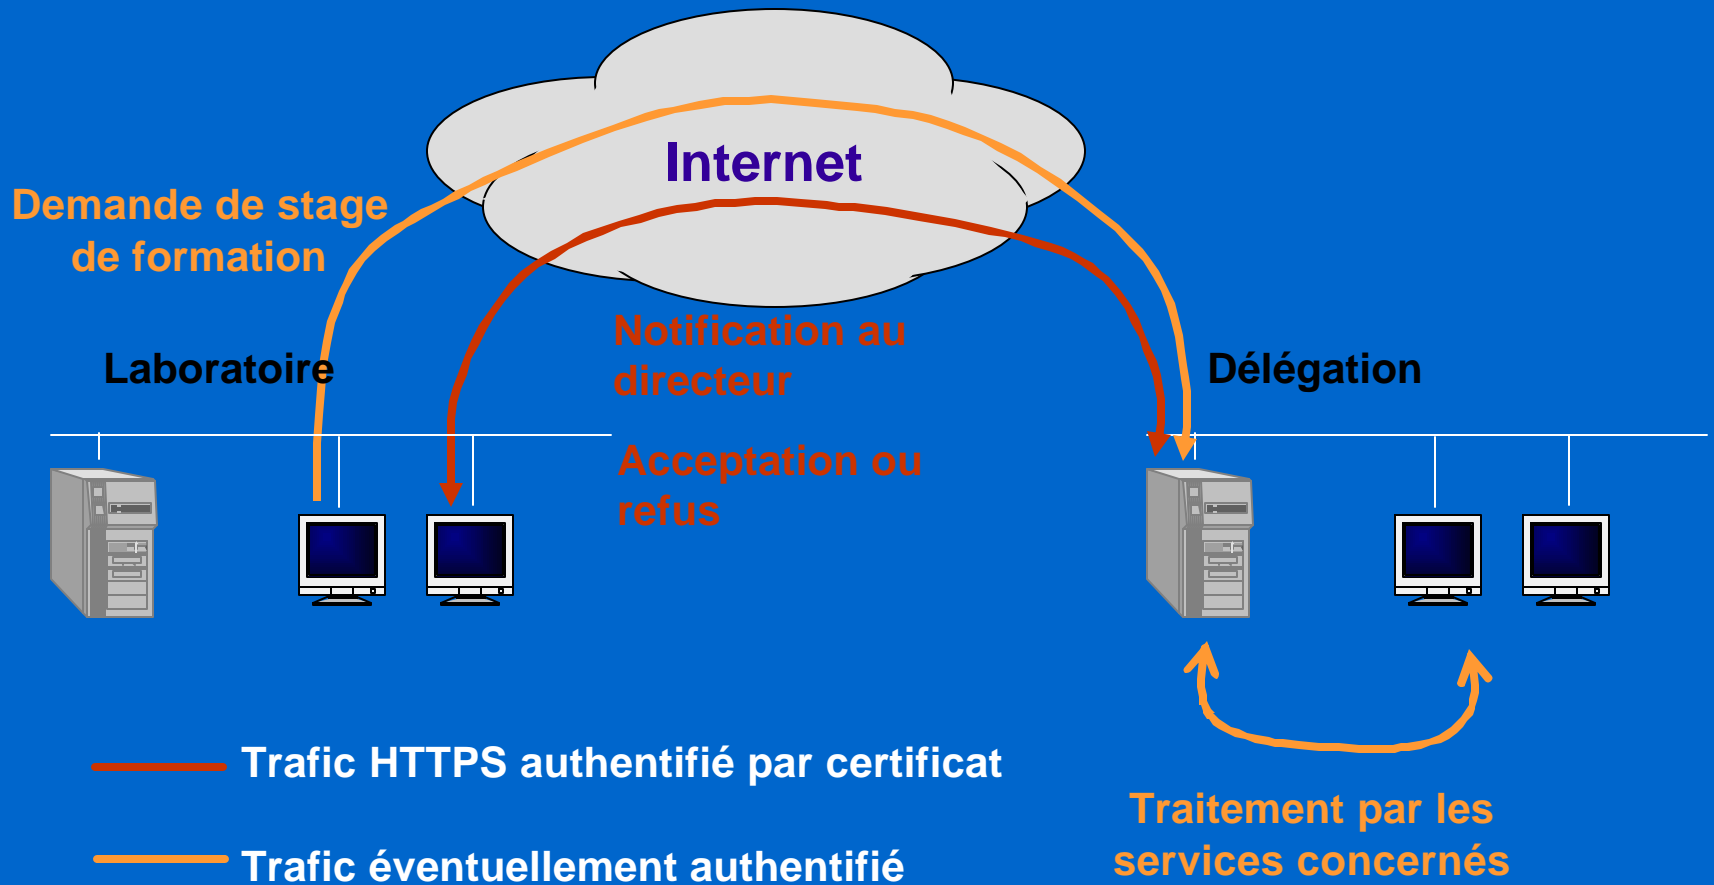 Internet
Demande de stage
de formation
Notification au
directeur
Laboratoire
Délégation
Acceptation ou
refus
Trafic HTTPS authentifié par certificat
Traitement par les
services concernés
Trafic éventuellement authentifié